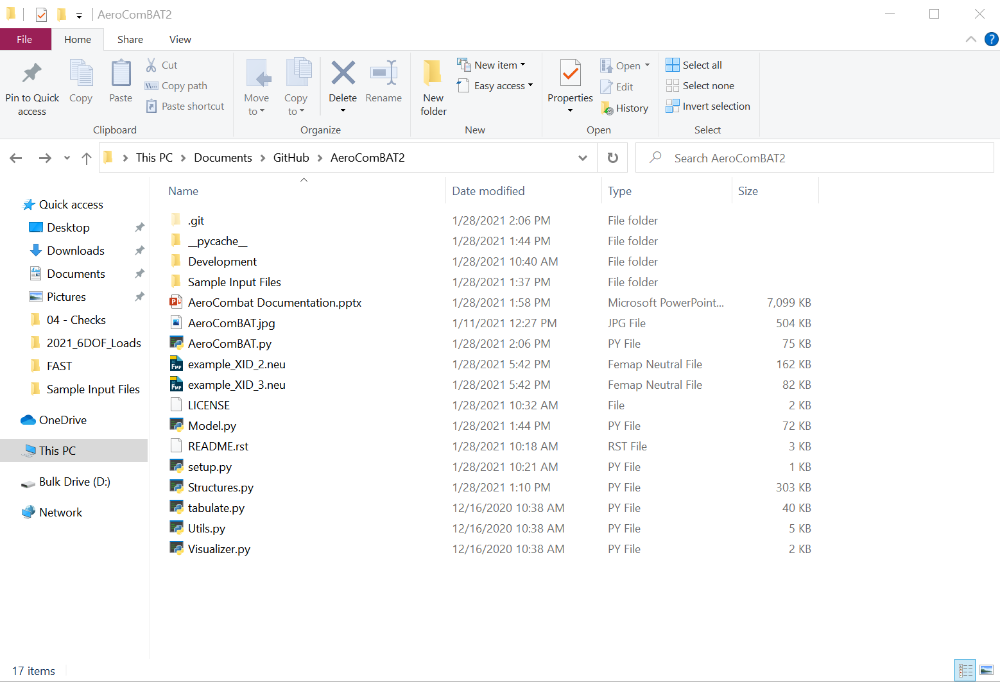 AeroComBAT2
File Home Share View
Pin to Quick access
Copy
Paste
Cut
Copy path
Paste shortcut
Clipboard
Move to
Copy to
Delete
Rename
Organize
New folder
New item
Easy access
New
Properties
Open
Edit
History
Open
Select all
Select none
Invert selection
Select
This PC > Documents > GitHub > AeroComBAT2
Search AeroComBAT2
Quick access
Desktop
Downloads
Documents
Pictures
04 - Checks
2021_6DOF_Loads
FAST
Sample Input Files
OneDrive
This PC
Bulk Drive (D:)
Network
Name Date modified Type Size
.git 1/28/2021 2:06 PM File folder
__pycache__ 1/28/2021 1:44 PM File folder
Development 1/28/2021 10:40 AM File folder
Sample Input Files 1/28/2021 1:37 PM File folder
AeroCombat Documentation.pptx 1/28/2021 1:58 PM Microsoft PowerPoint... 7,099 KB
AeroComBAT.jpg 1/11/2021 12:27 PM JPG File 504 KB
AeroComBAT.py 1/28/2021 2:06 PM PY File 75 KB
example_XID_2.neu 1/28/2021 5:42 PM Femap Neutral File 162 KB
example_XID_3.neu 1/28/2021 5:42 PM Femap Neutral File 82 KB
LICENSE 1/28/2021 10:32 AM File 2 KB
Model.py 1/28/2021 1:44 PM PY File 72 KB
README.rst 1/28/2021 10:18 AM RST File 3 KB
setup.py 1/28/2021 10:21 AM PY File 1 KB
Structures.py 1/28/2021 1:10 PM PY File 303 KB
tabulate.py 12/16/2020 10:38 AM PY File 40 KB
Utils.py 12/16/2020 10:38 AM PY File 5 KB
Visualizer.py 12/16/2020 10:38 AM PY File 2 KB
17 items